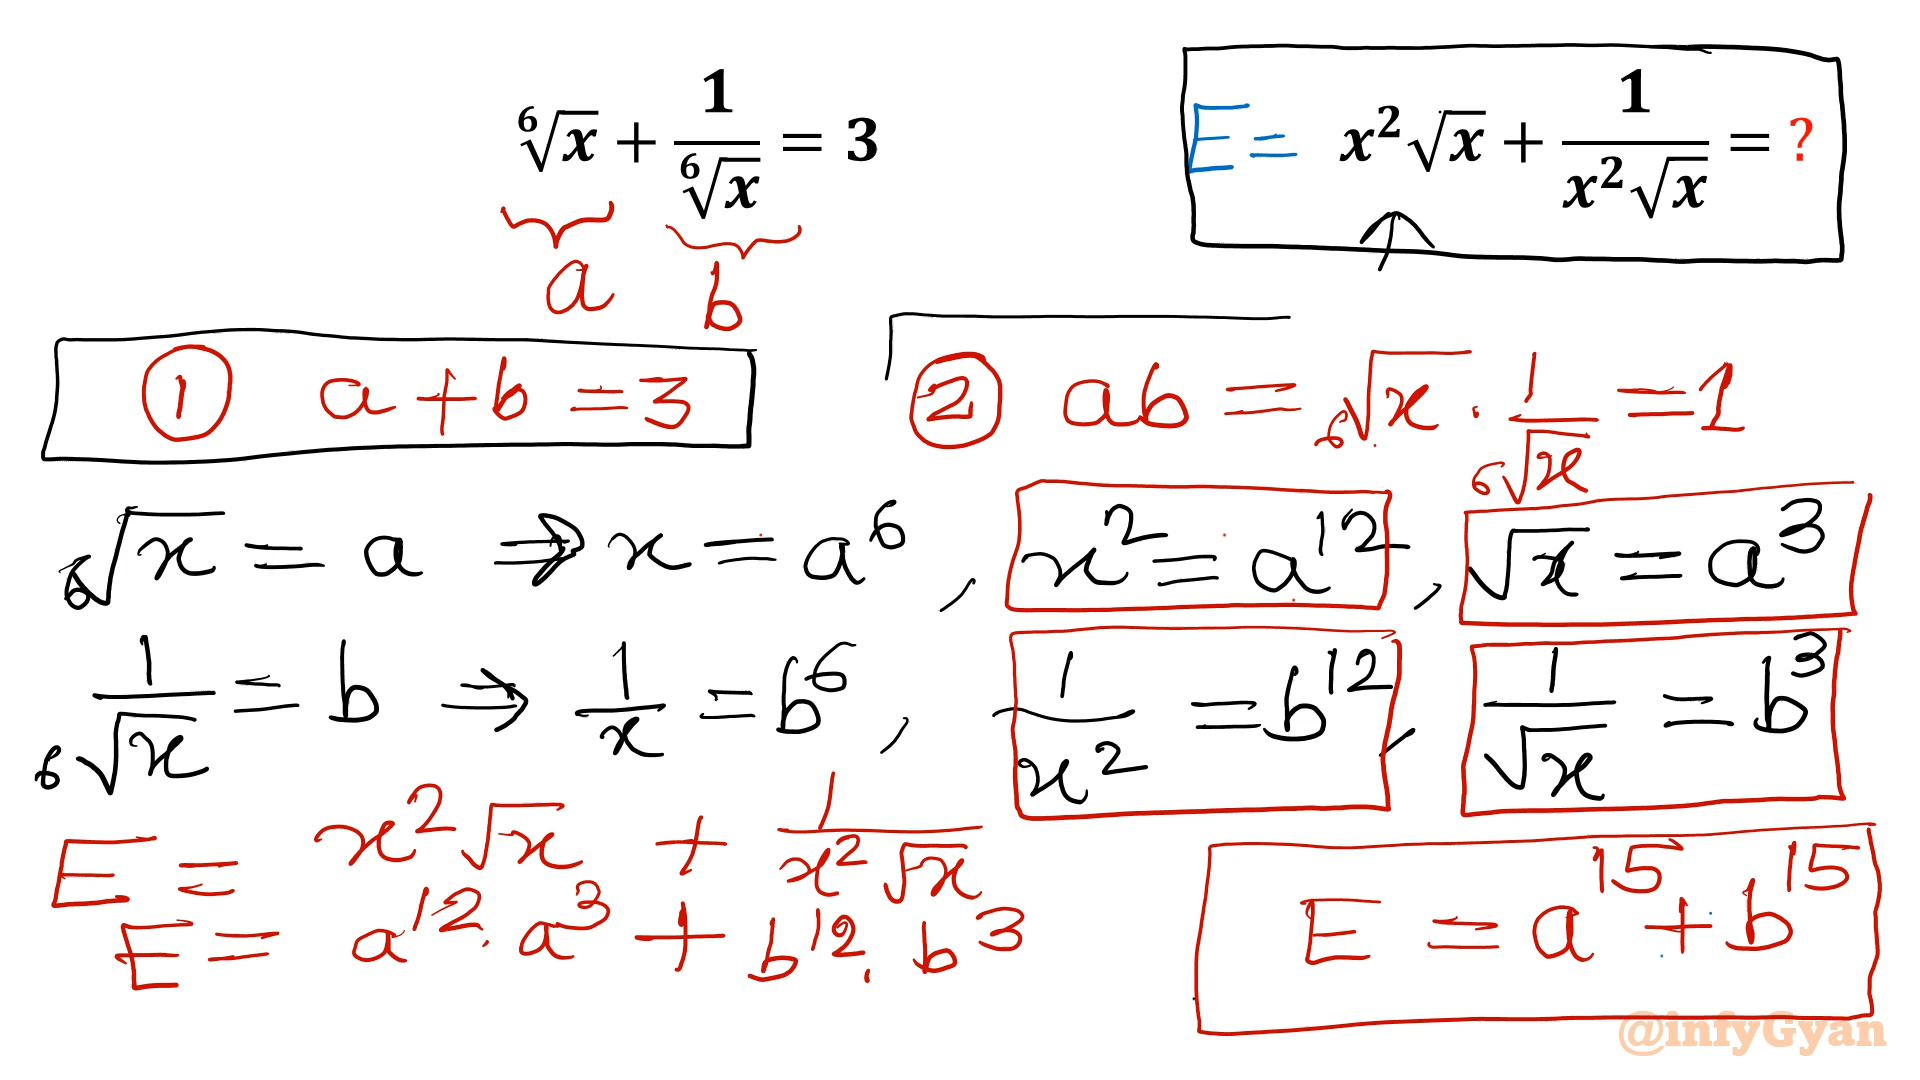 ⁶√x + 1/⁶√x = 3
E = x²√x + 1/(x²√x) = ?
a b
① a + b = 3
② ab = ⁶√x · 1/⁶√x = 1
⁶√x = a ⇒ x = a⁶ , x² = a¹² , √x = a³
1/⁶√x = b ⇒ 1/x = b⁶ , 1/x² = b¹² , 1/√x = b³
E = x²√x + 1/(x²√x)
E = a¹² · a³ + b¹² · b³
E = a¹⁵ + b¹⁵
@infyGyan